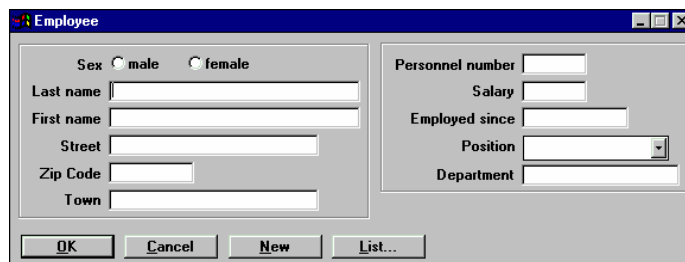 Employee
Sex male female
Last name
First name
Street
Zip Code
Town
Personnel number
Salary
Employed since
Position
Department
OK Cancel New List...